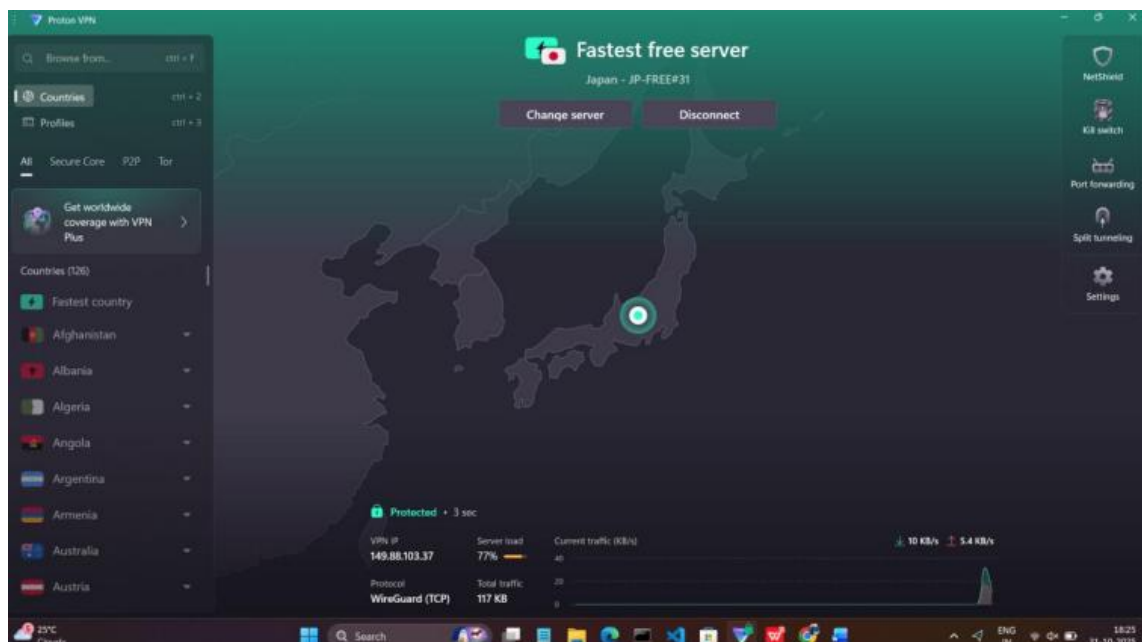 Proton VPN
Browse from...
ctrl + F
Countries
ctrl + 2
Profiles
ctrl + 3
All Secure Core P2P Tor
Get worldwide
coverage with VPN
Plus
Countries (126)
Fastest country
Afghanistan
Albania
Algeria
Angola
Argentina
Armenia
Australia
Austria
Fastest free server
Japan - JP-FREE#31
Change server
Disconnect
NetShield
Kill switch
Port forwarding
Split tunneling
Settings
Protected • 3 sec
VPN IP
149.88.103.37
Server load
77%
Protocol
WireGuard (TCP)
Total traffic
117 KB
Current traffic (KB/s)
10 KB/s 5.4 KB/s
40
20
0
25°C
Search
ENG
18:25